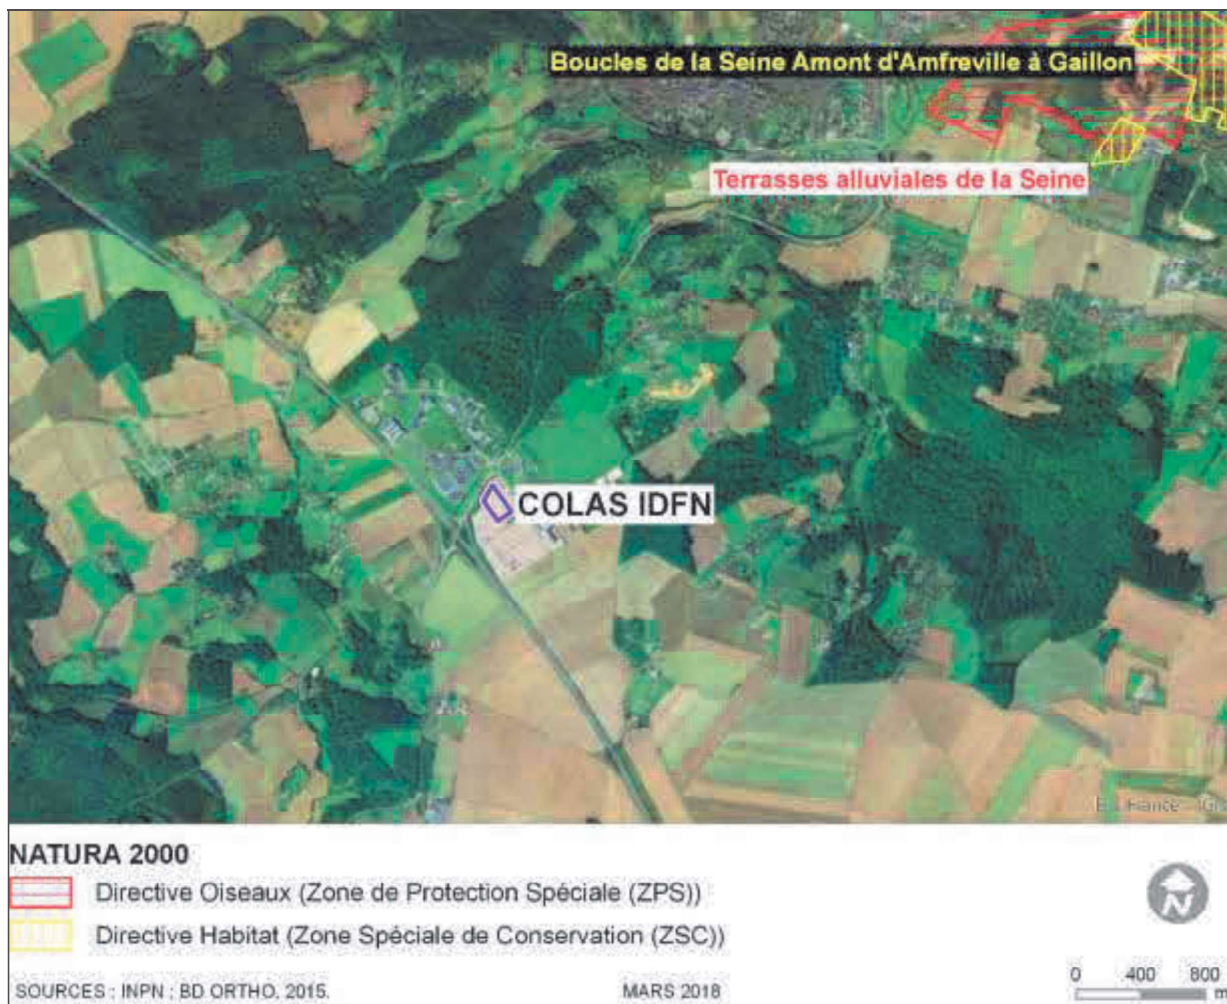 Boucles de la Seine Amont d'Amfreville à Gaillon
Terrasses alluviales de la Seine
COLAS IDFN
NATURA 2000
Directive Oiseaux (Zone de Protection Spéciale (ZPS))
Directive Habitat (Zone Spéciale de Conservation (ZSC))
N
0 400 800
m
SOURCES : INPN ; BD ORTHO, 2015.
MARS 2018